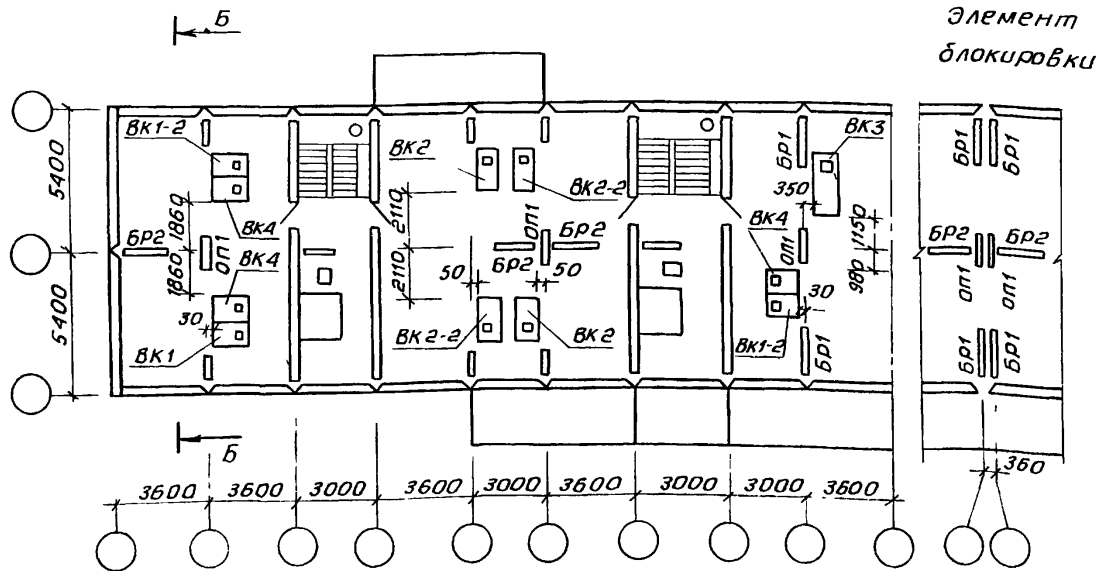 Б
Элемент
блокировки
ВК1-2
ВК2
ВК2-2
БР1
ВК3
БР1
БР1
5400
1860
ВК4
ОП1
2110
ОП1
350
1150
БР2
БР2
БР2
ВК4
ОП1
БР2
БР2
1860
ВК4
2110
50
50
980
ОП1
ОП1
30
30
5400
ВК1
ВК2-2
ВК2
ВК1-2
БР1
БР1
БР1
Б
360
3600
3600
3000
3600
3000
3600
3000
3000
3600